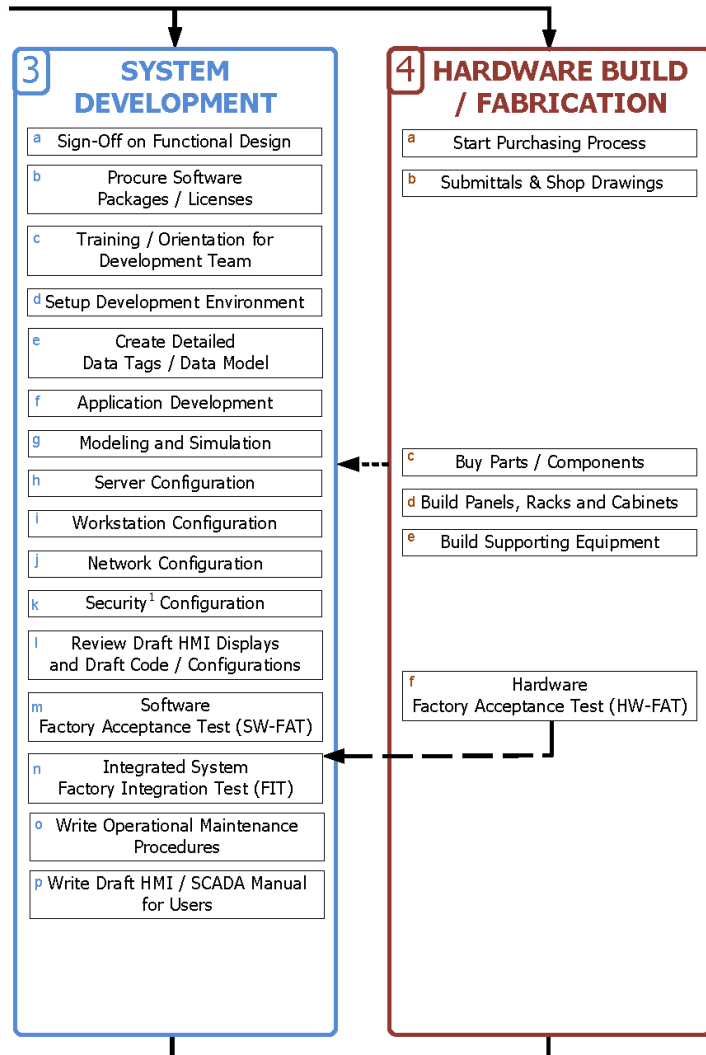 3
SYSTEM
DEVELOPMENT
a Sign-Off on Functional Design
b Procure Software
Packages / Licenses
c Training / Orientation for
Development Team
d Setup Development Environment
e Create Detailed
Data Tags / Data Model
f Application Development
g Modeling and Simulation
h Server Configuration
i Workstation Configuration
j Network Configuration
k Security¹ Configuration
l Review Draft HMI Displays
and Draft Code / Configurations
m Software
Factory Acceptance Test (SW-FAT)
n Integrated System
Factory Integration Test (FIT)
o Write Operational Maintenance
Procedures
p Write Draft HMI / SCADA Manual
for Users
4
HARDWARE BUILD
/ FABRICATION
a Start Purchasing Process
b Submittals & Shop Drawings
c Buy Parts / Components
d Build Panels, Racks and Cabinets
e Build Supporting Equipment
f Hardware
Factory Acceptance Test (HW-FAT)